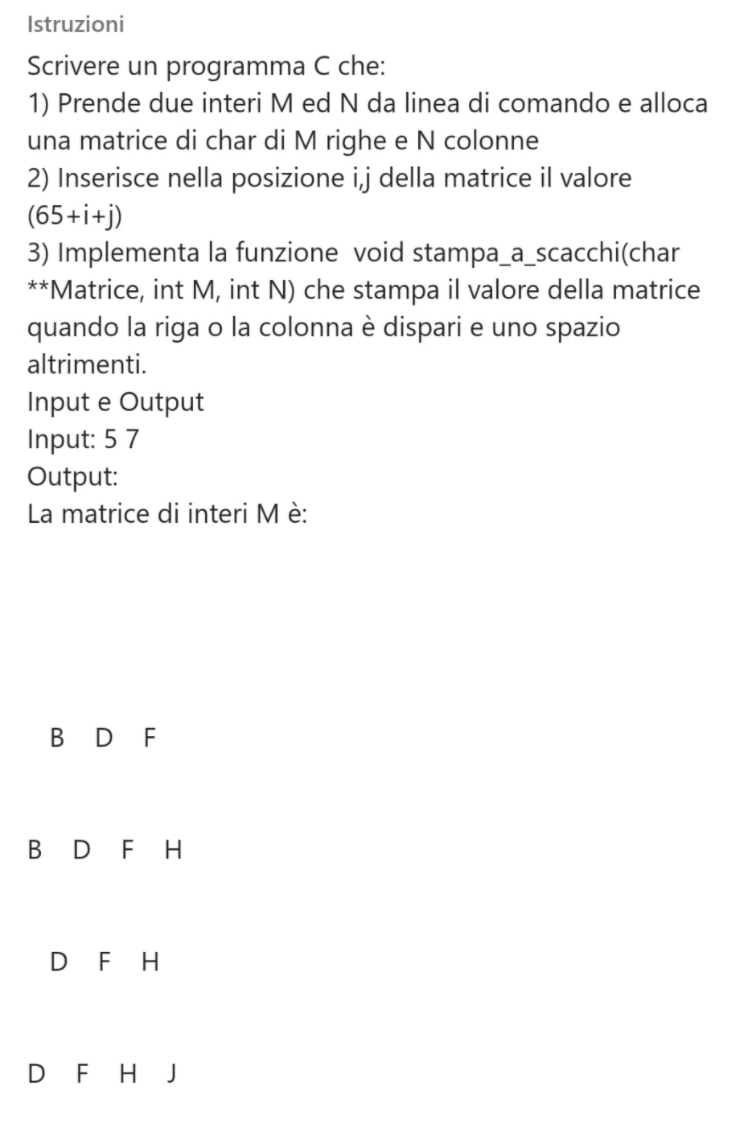 Istruzioni
Scrivere un programma C che:
1) Prende due interi M ed N da linea di comando e alloca
una matrice di char di M righe e N colonne
2) Inserisce nella posizione i,j della matrice il valore
(65+i+j)
3) Implementa la funzione  void stampa_a_scacchi(char
**Matrice, int M, int N) che stampa il valore della matrice
quando la riga o la colonna è dispari e uno spazio
altrimenti.
Input e Output
Input: 5 7
Output:
La matrice di interi M è:
B D F
B D F H
D F H
D F H J